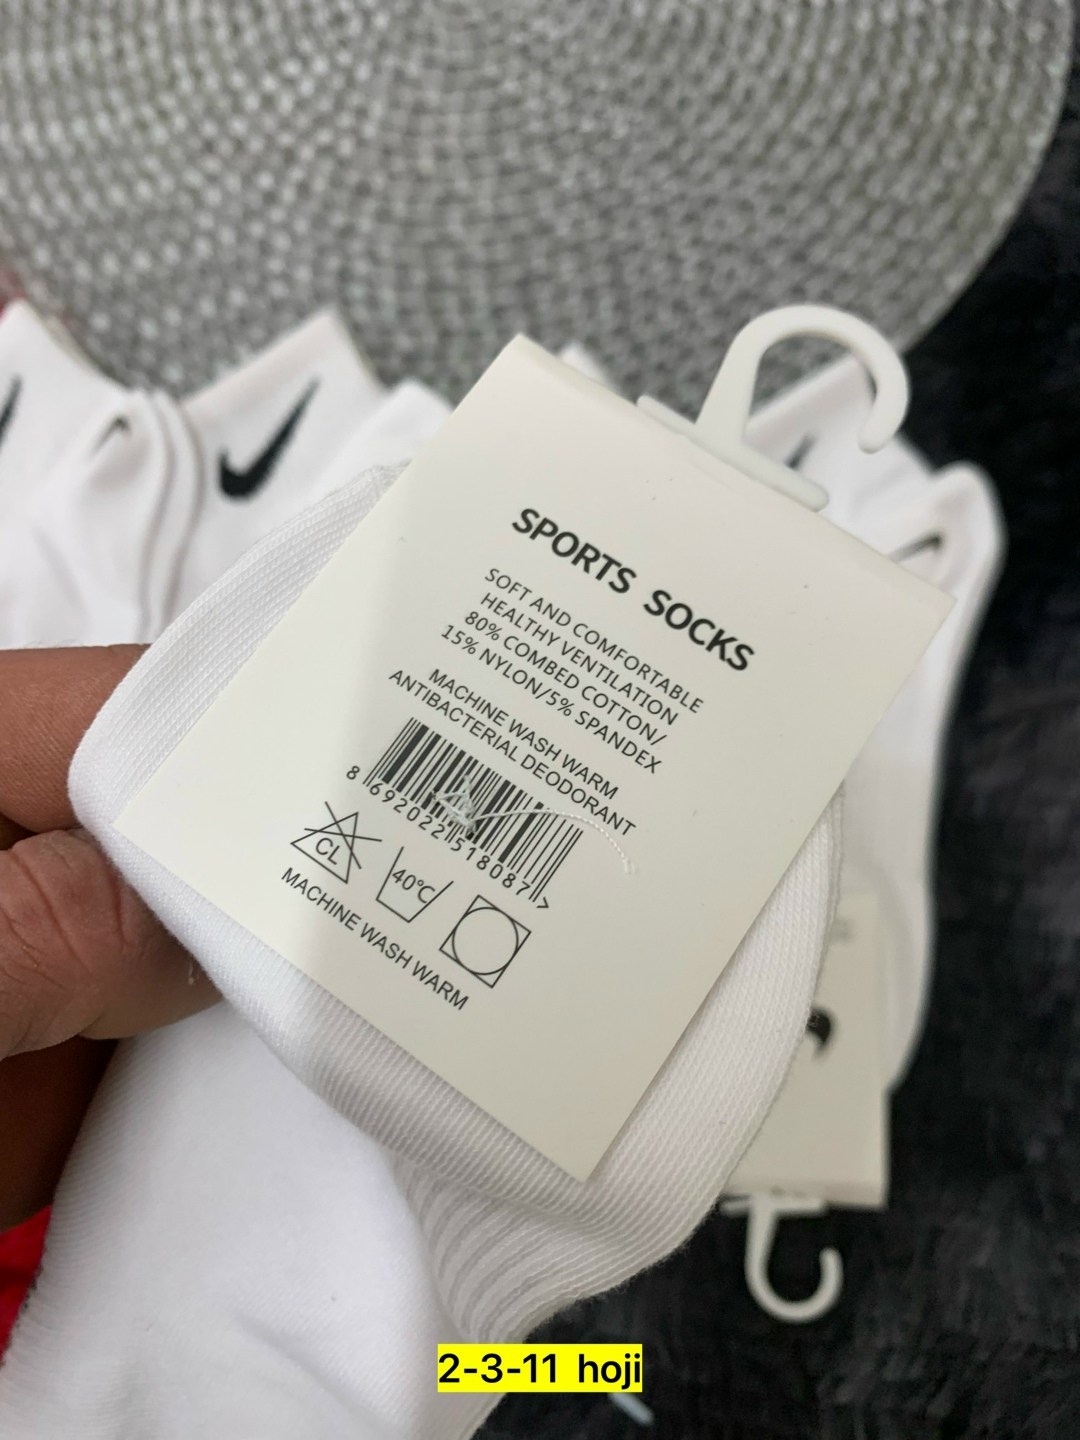 SPORTS SOCKS
SOFT AND COMFORTABLE
HEALTHY VENTILATION
80% COMBED COTTON/
15% NYLON/5% SPANDEX
MACHINE WASH WARM
ANTIBACTERIAL DEODORANT
8 692022 518087 >
CL
40°C
MACHINE WASH WARM
2-3-11 hoji